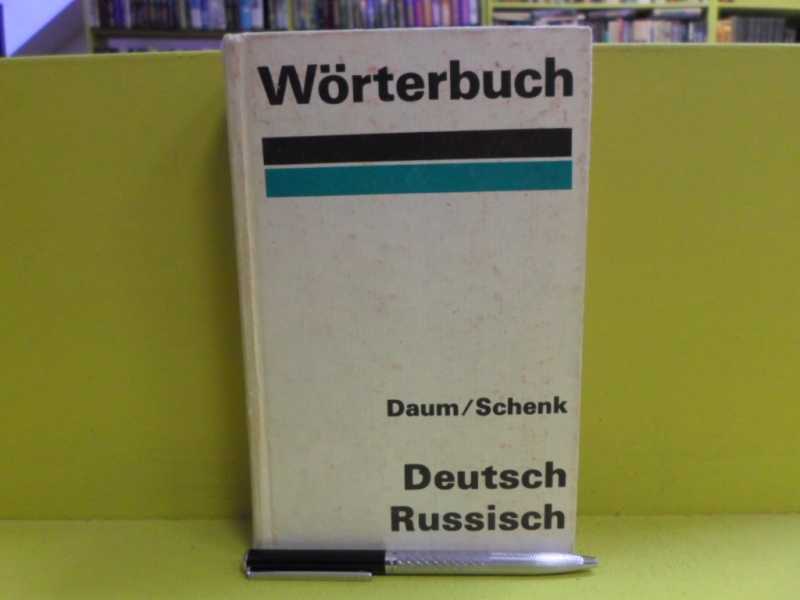 Wörterbuch
Daum/Schenk
Deutsch
Russisch